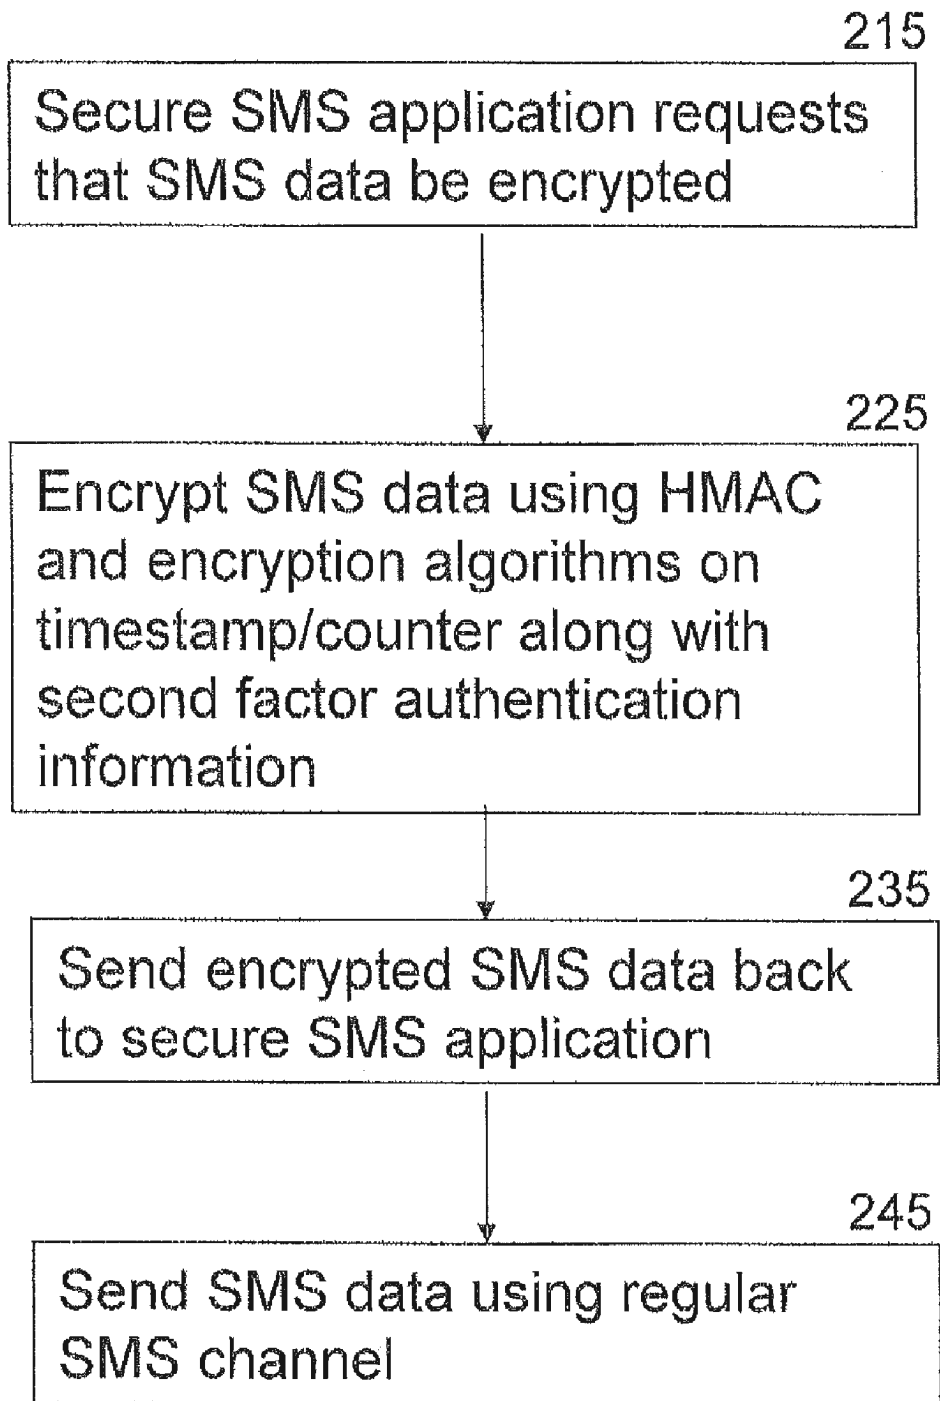 215
Secure SMS application requests
that SMS data be encrypted
225
Encrypt SMS data using HMAC
and encryption algorithms on
timestamp/counter along with
second factor authentication
information
235
Send encrypted SMS data back
to secure SMS application
245
Send SMS data using regular
SMS channel